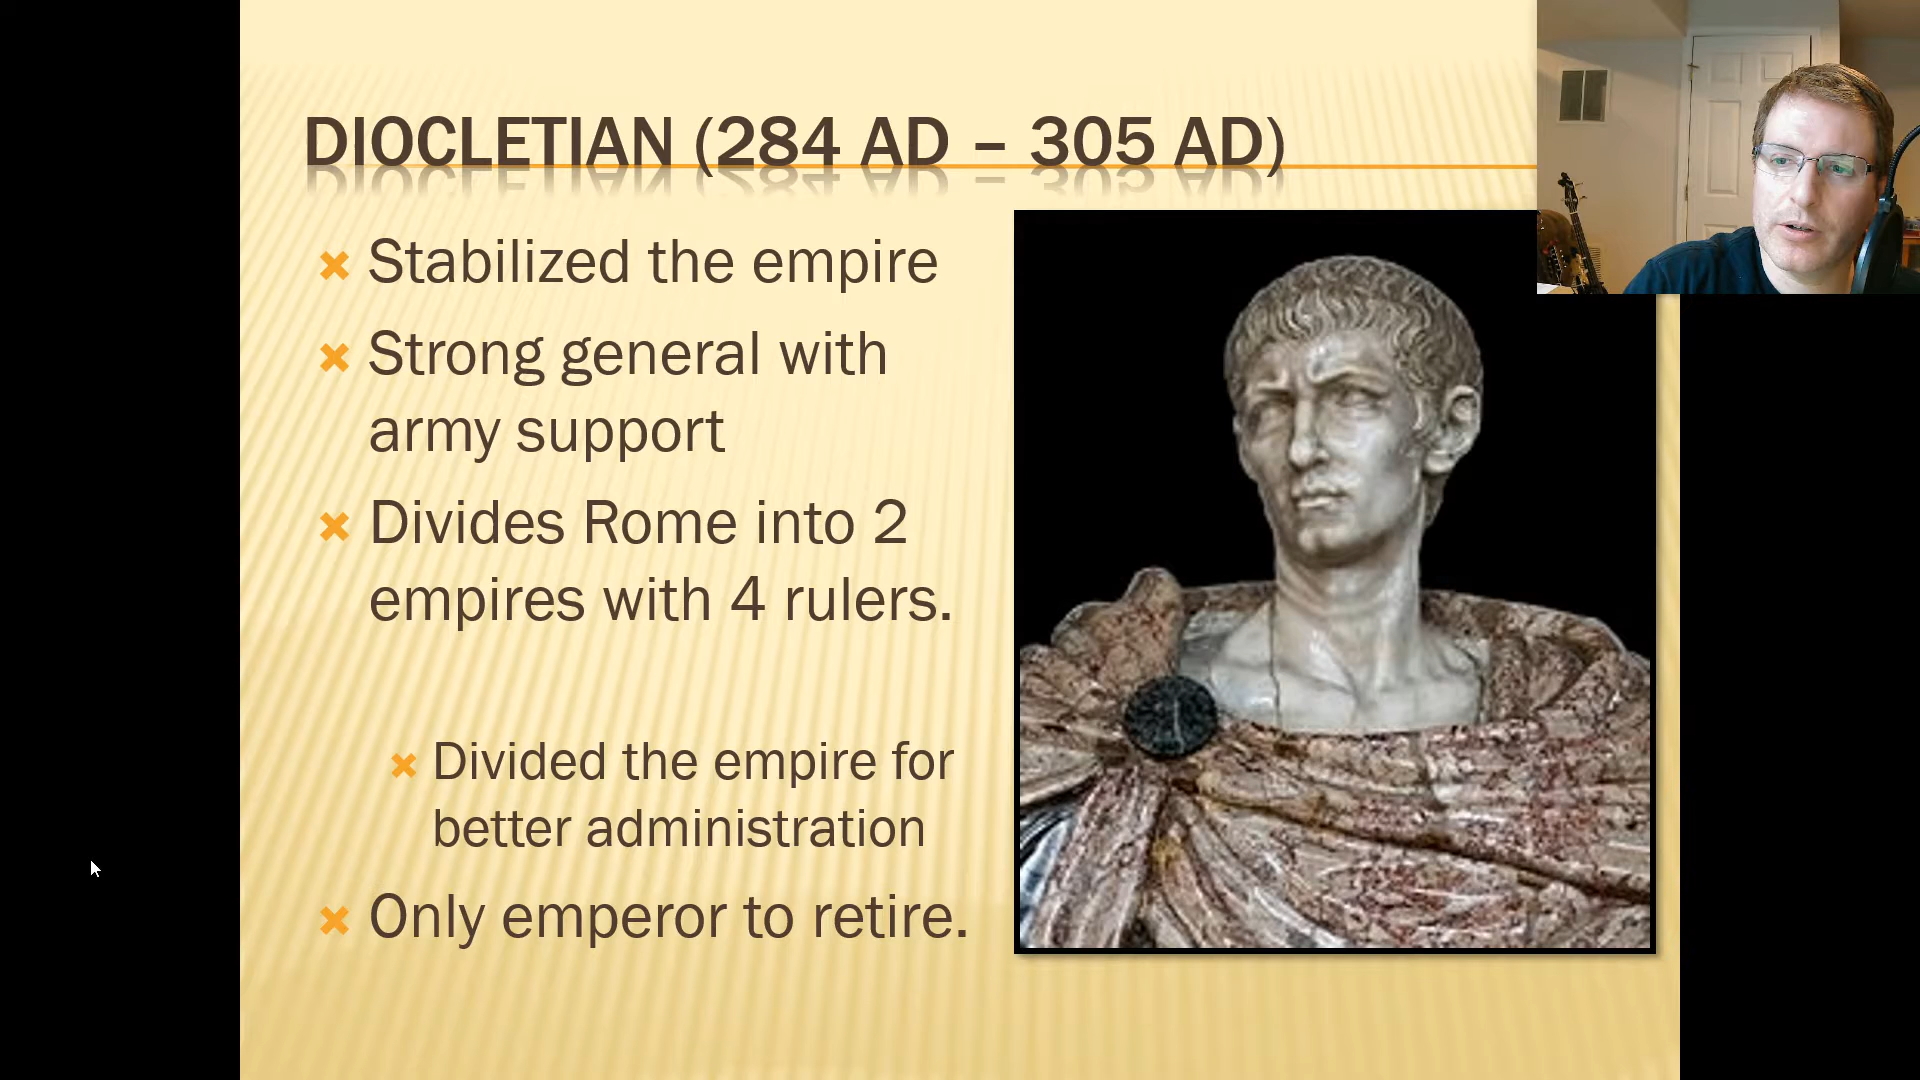 DIOCLETIAN (284 AD – 305 AD)
Stabilized the empire
Strong general with
army support
Divides Rome into 2
empires with 4 rulers.
Divided the empire for
better administration
Only emperor to retire.